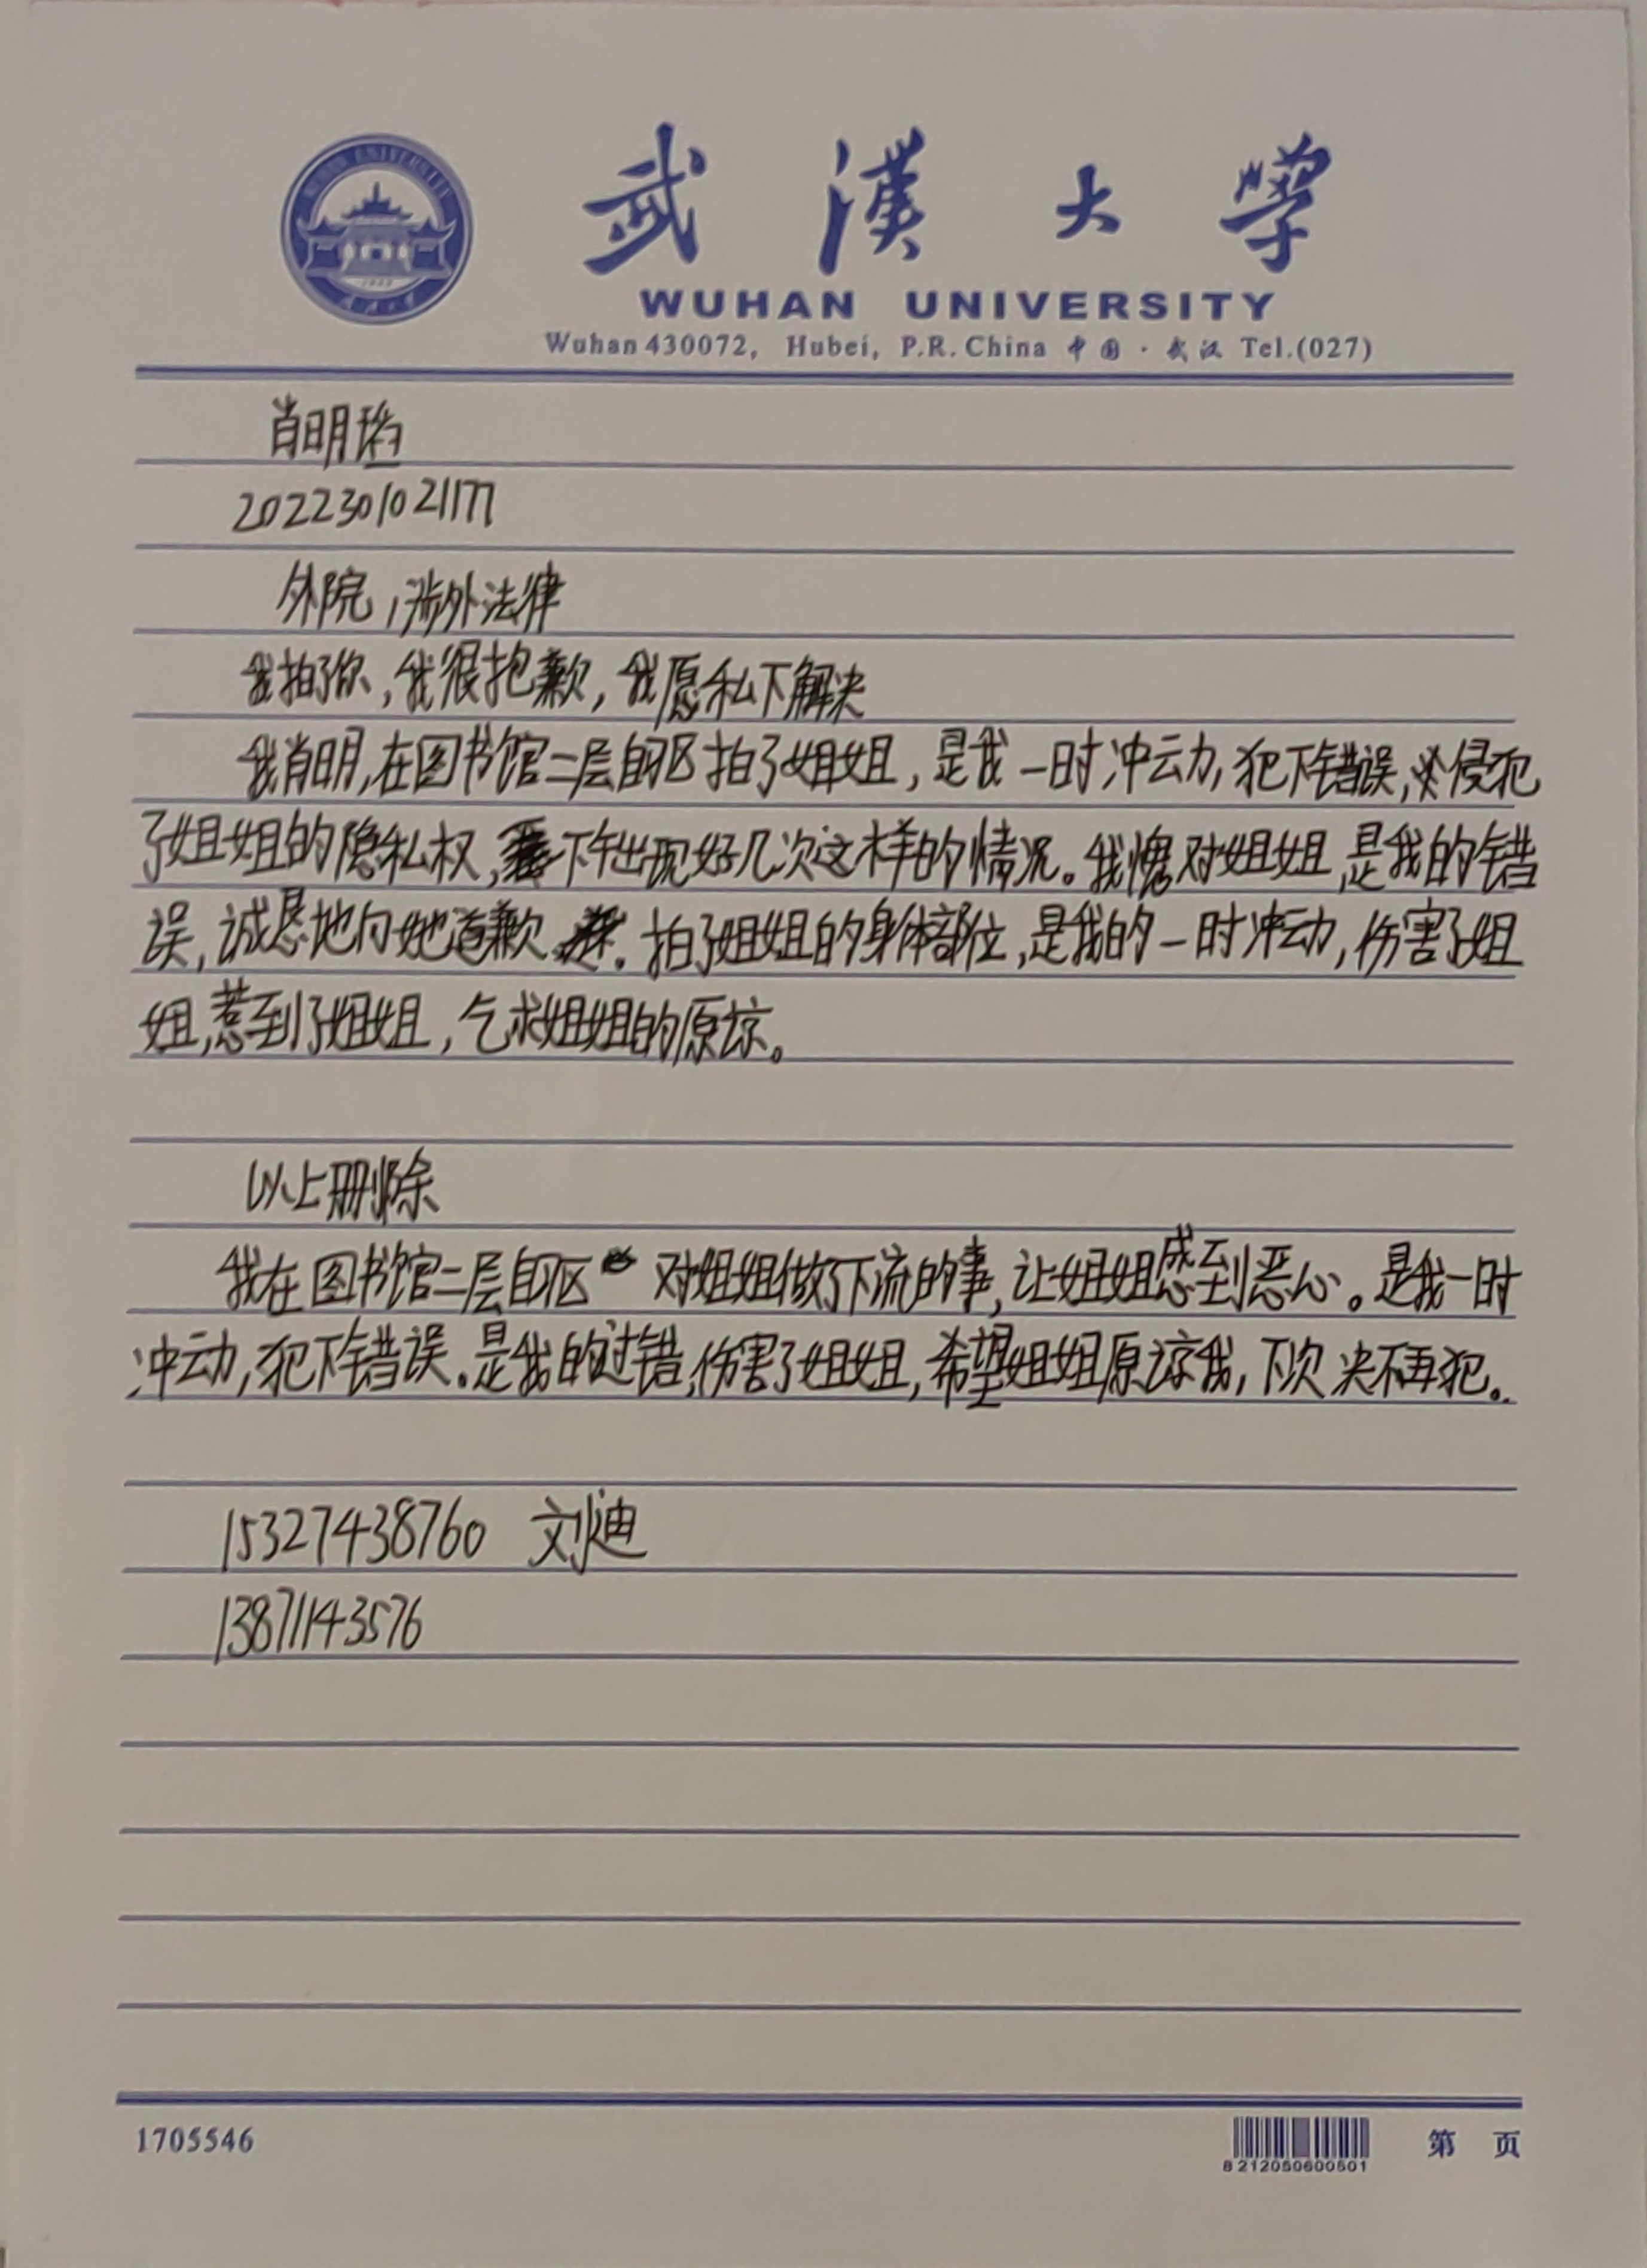 武漢大學
WUHAN UNIVERSITY
Wuhan 430072, Hubei, P.R. China 中国·武汉 Tel.(027)
肖明瑫
2022301021177
外院,涉外法律
我拍了你,我很抱歉,我愿私下解决
我肖明,在图书馆二层自习区拍了姐姐,是我一时冲动,犯下错误,侵犯
了姐姐的隐私权,下午出现好几次这样的情况。我愧对姐姐,是我的错
误,诚恳地向她道歉。拍了姐姐的身体部位,是我的一时冲动,伤害了姐
姐,惹到了姐姐,乞求姐姐的原谅。
以上删除
我在图书馆二层自习区 对姐姐做了下流的事,让姐姐感到恶心。是我一时
冲动,犯下错误。是我的过错,伤害了姐姐,希望姐姐原谅我,下次决不再犯。
15327438760 刘迪
13871143576
1705546
8212050600501
第 页